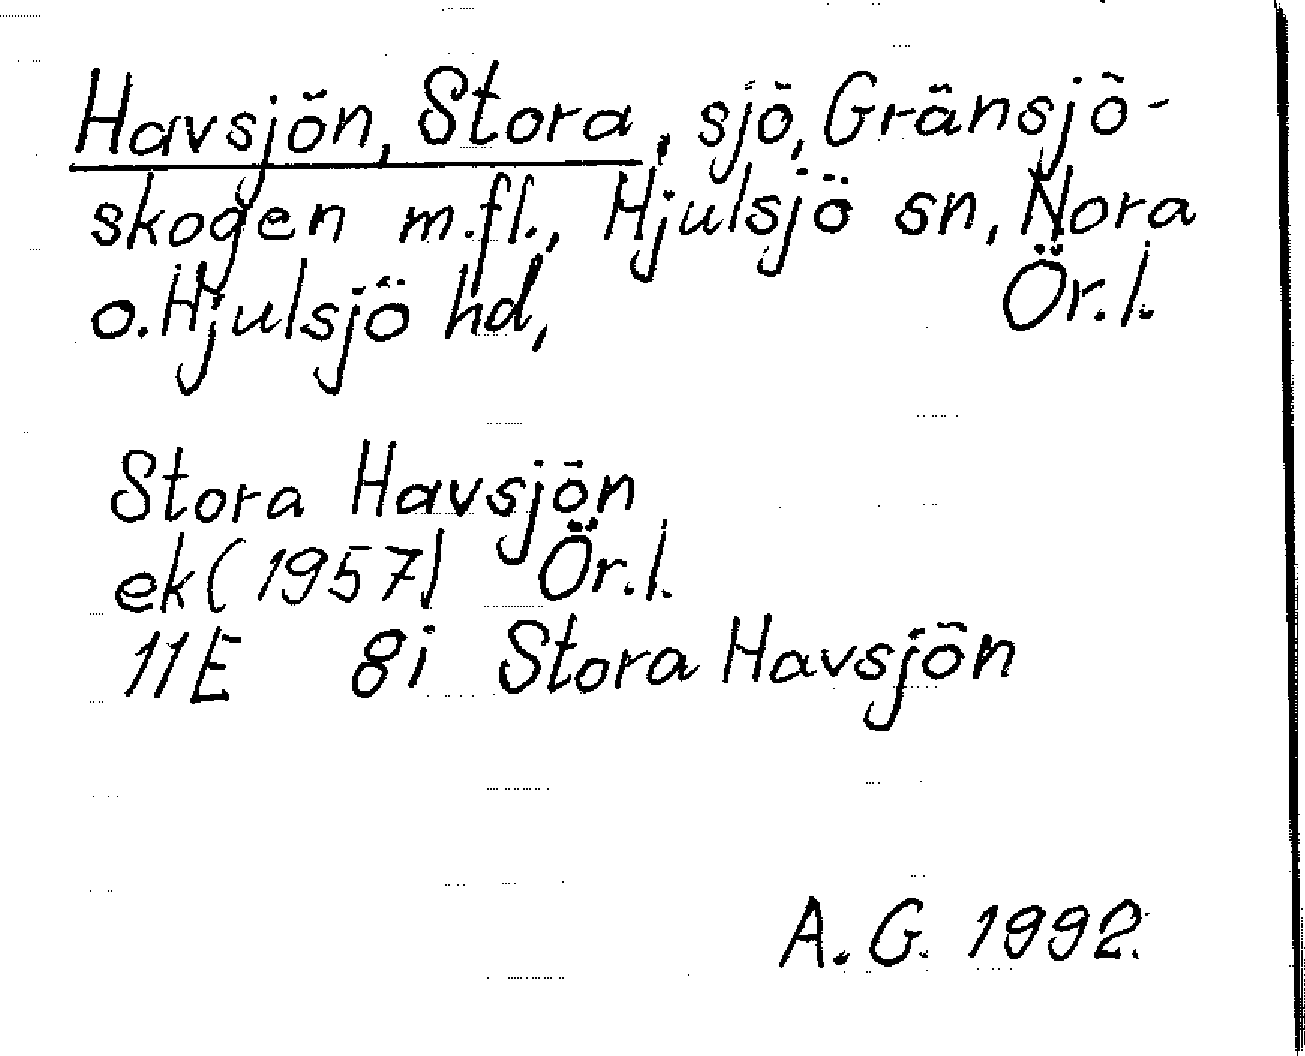 Havsjön, Stora, sjö, Gränsjö-
skogen m.fl., Hjulsjö sn, Nora
o. Hjulsjö hd, Ör.l.
Stora Havsjön
ek (1957) Ör.l.
11E 8i Stora Havsjön
A.G. 1992.